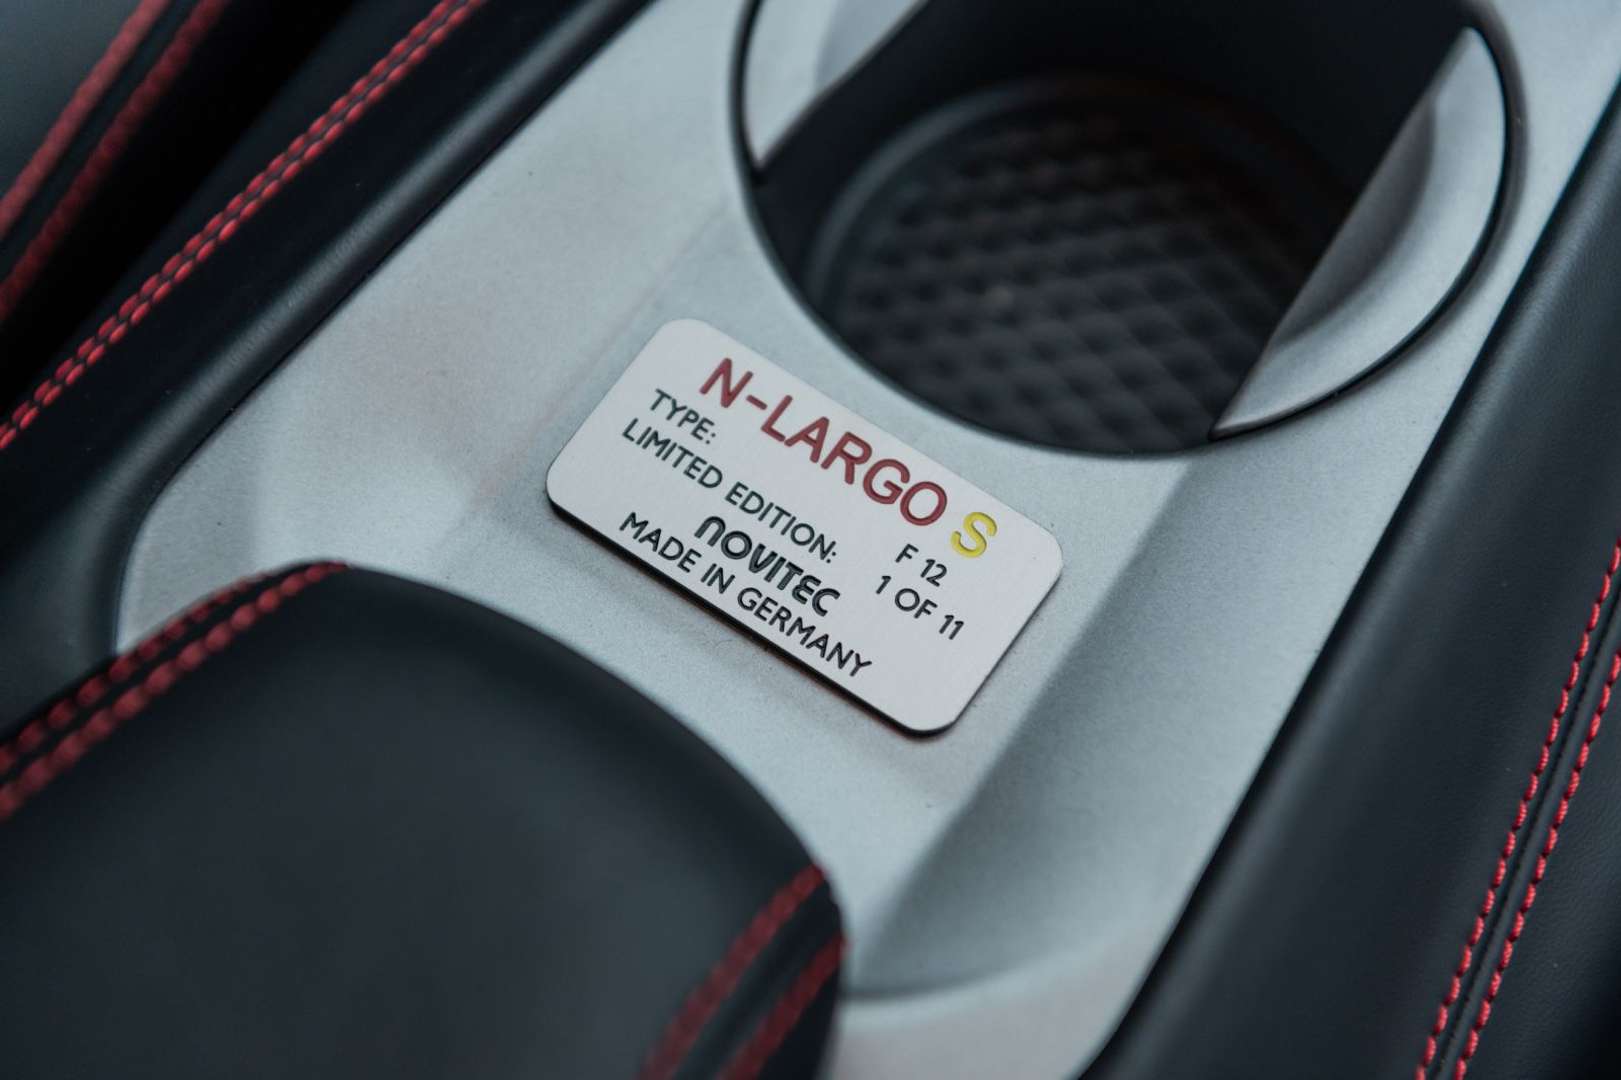 N-LARGO S
TYPE: F 12
LIMITED EDITION: 1 OF 11
NOVITEC
MADE IN GERMANY